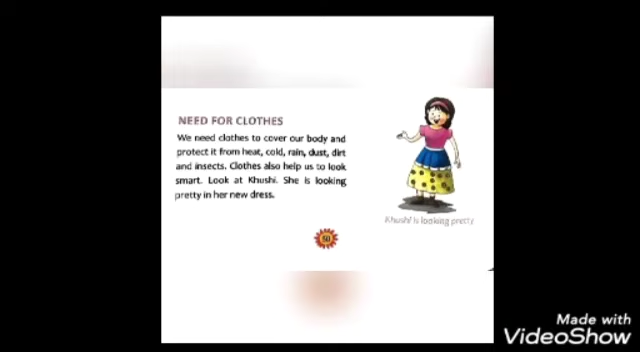 NEED FOR CLOTHES
We need clothes to cover our body and
protect it from heat, cold, rain, dust, dirt
and insects. Clothes also help us to look
smart. Look at Khushi. She is looking
pretty in her new dress.
Khushi is looking pretty
50
Made with
VideoShow